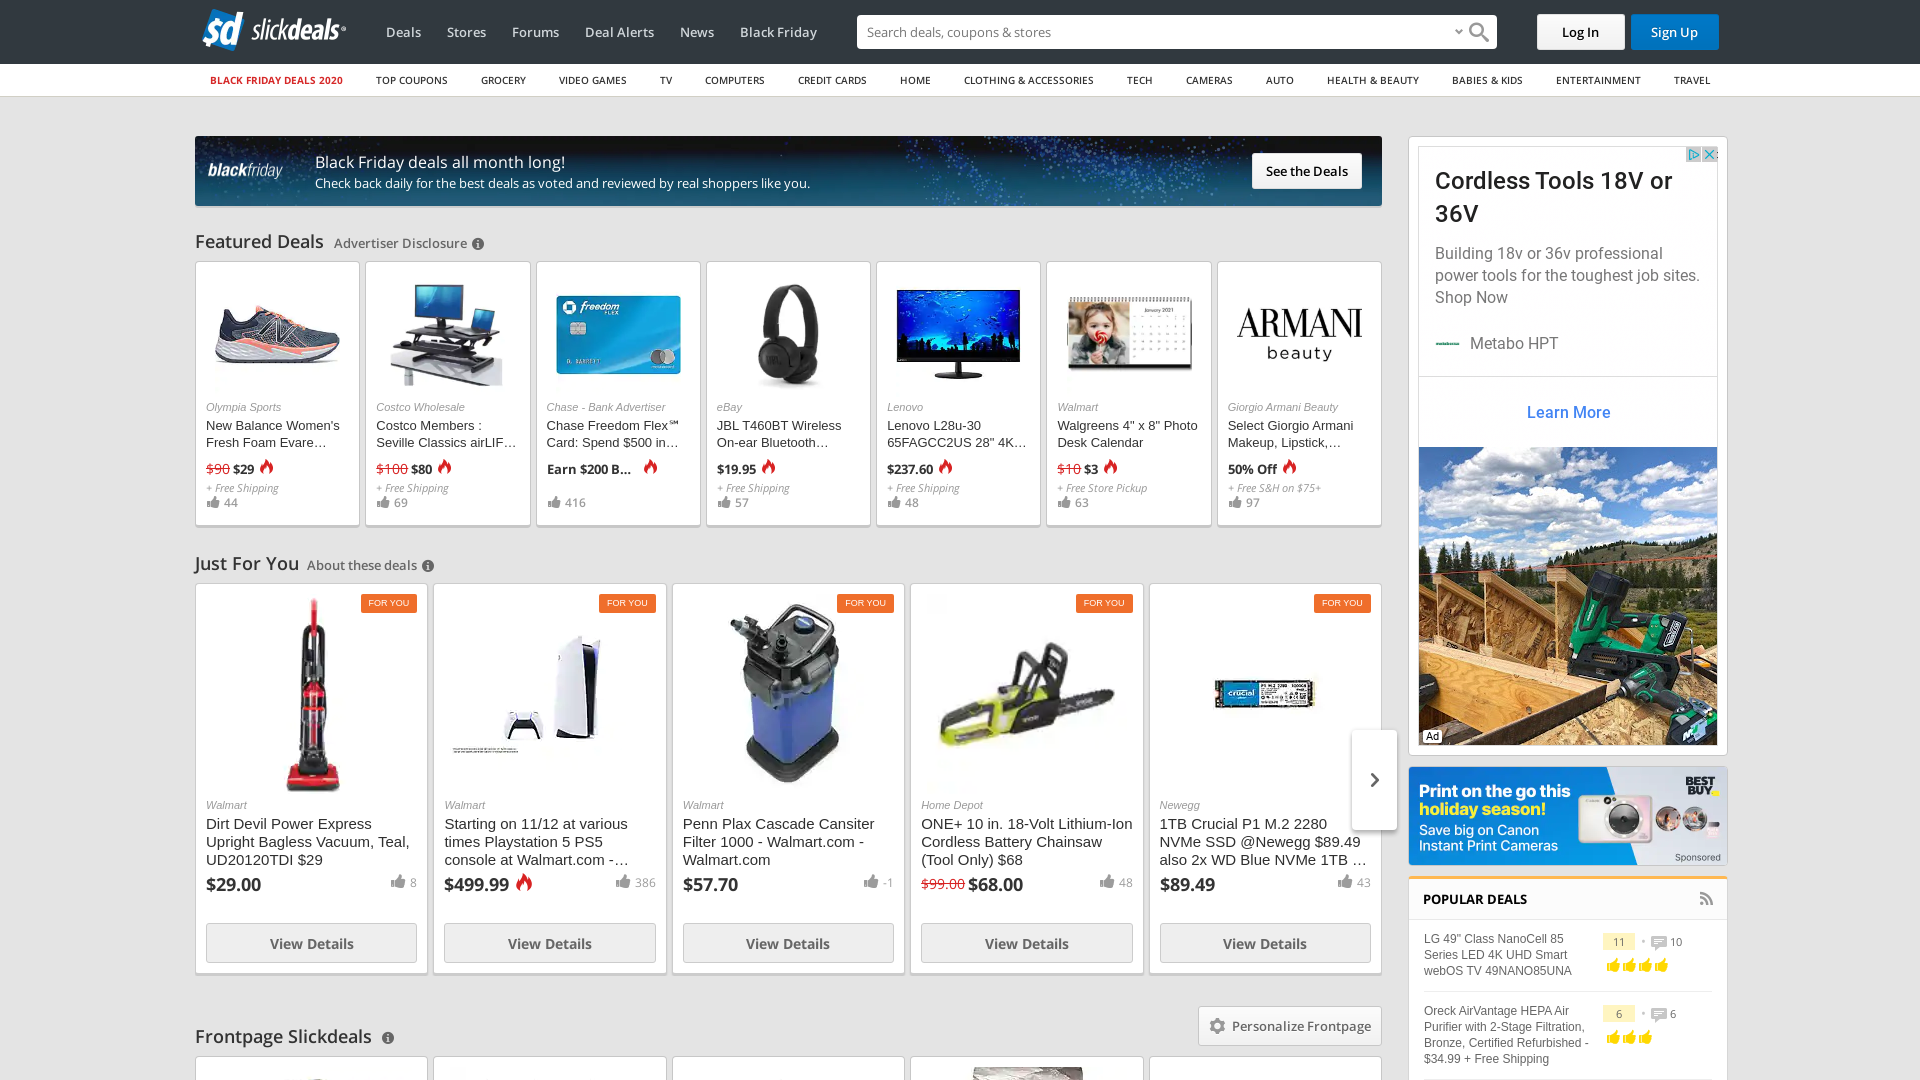 $d slickdeals
Deals
Stores
Forums
Deal Alerts
News
Black Friday
Search deals, coupons & stores
Log In
Sign Up
BLACK FRIDAY DEALS 2020
TOP COUPONS
GROCERY
VIDEO GAMES
TV
COMPUTERS
CREDIT CARDS
HOME
CLOTHING & ACCESSORIES
TECH
CAMERAS
AUTO
HEALTH & BEAUTY
BABIES & KIDS
ENTERTAINMENT
TRAVEL
blackfriday
Black Friday deals all month long!
Check back daily for the best deals as voted and reviewed by real shoppers like you.
See the Deals
Featured Deals
Advertiser Disclosure
Olympia Sports
New Balance Women's
Fresh Foam Evare…
$90 $29
+ Free Shipping
44
Costco Wholesale
Costco Members :
Seville Classics airLIF…
$100 $80
+ Free Shipping
69
freedom
FLEX
Chase - Bank Advertiser
Chase Freedom Flex℠
Card: Spend $500 in…
Earn $200 B...
416
eBay
JBL T460BT Wireless
On-ear Bluetooth…
$19.95
+ Free Shipping
57
Lenovo
Lenovo L28u-30
65FAGCC2US 28" 4K…
$237.60
+ Free Shipping
48
January 2021
Walmart
Walgreens 4" x 8" Photo
Desk Calendar
$10 $3
+ Free Store Pickup
63
ARMANI
beauty
Giorgio Armani Beauty
Select Giorgio Armani
Makeup, Lipstick,…
50% Off
+ Free S&H on $75+
97
Just For You
About these deals
FOR YOU
Walmart
Dirt Devil Power Express
Upright Bagless Vacuum, Teal,
UD20120TDI $29
$29.00
8
View Details
FOR YOU
Walmart
Starting on 11/12 at various
times Playstation 5 PS5
console at Walmart.com -…
$499.99
386
View Details
FOR YOU
Walmart
Penn Plax Cascade Cansiter
Filter 1000 - Walmart.com -
Walmart.com
$57.70
-1
View Details
FOR YOU
Home Depot
ONE+ 10 in. 18-Volt Lithium-Ion
Cordless Battery Chainsaw
(Tool Only) $68
$99.00 $68.00
48
View Details
FOR YOU
crucial
Newegg
1TB Crucial P1 M.2 2280
NVMe SSD @Newegg $89.49
also 2x WD Blue NVMe 1TB …
$89.49
43
View Details
Frontpage Slickdeals
Personalize Frontpage
Cordless Tools 18V or
36V
Building 18v or 36v professional
power tools for the toughest job sites.
Shop Now
Metabo HPT
Learn More
Ad
Print on the go this
holiday season!
Save big on Canon
Instant Print Cameras
BEST
BUY
Sponsored
POPULAR DEALS
LG 49" Class NanoCell 85
Series LED 4K UHD Smart
webOS TV 49NANO85UNA
11
10
Oreck AirVantage HEPA Air
Purifier with 2-Stage Filtration,
Bronze, Certified Refurbished -
$34.99 + Free Shipping
6
6